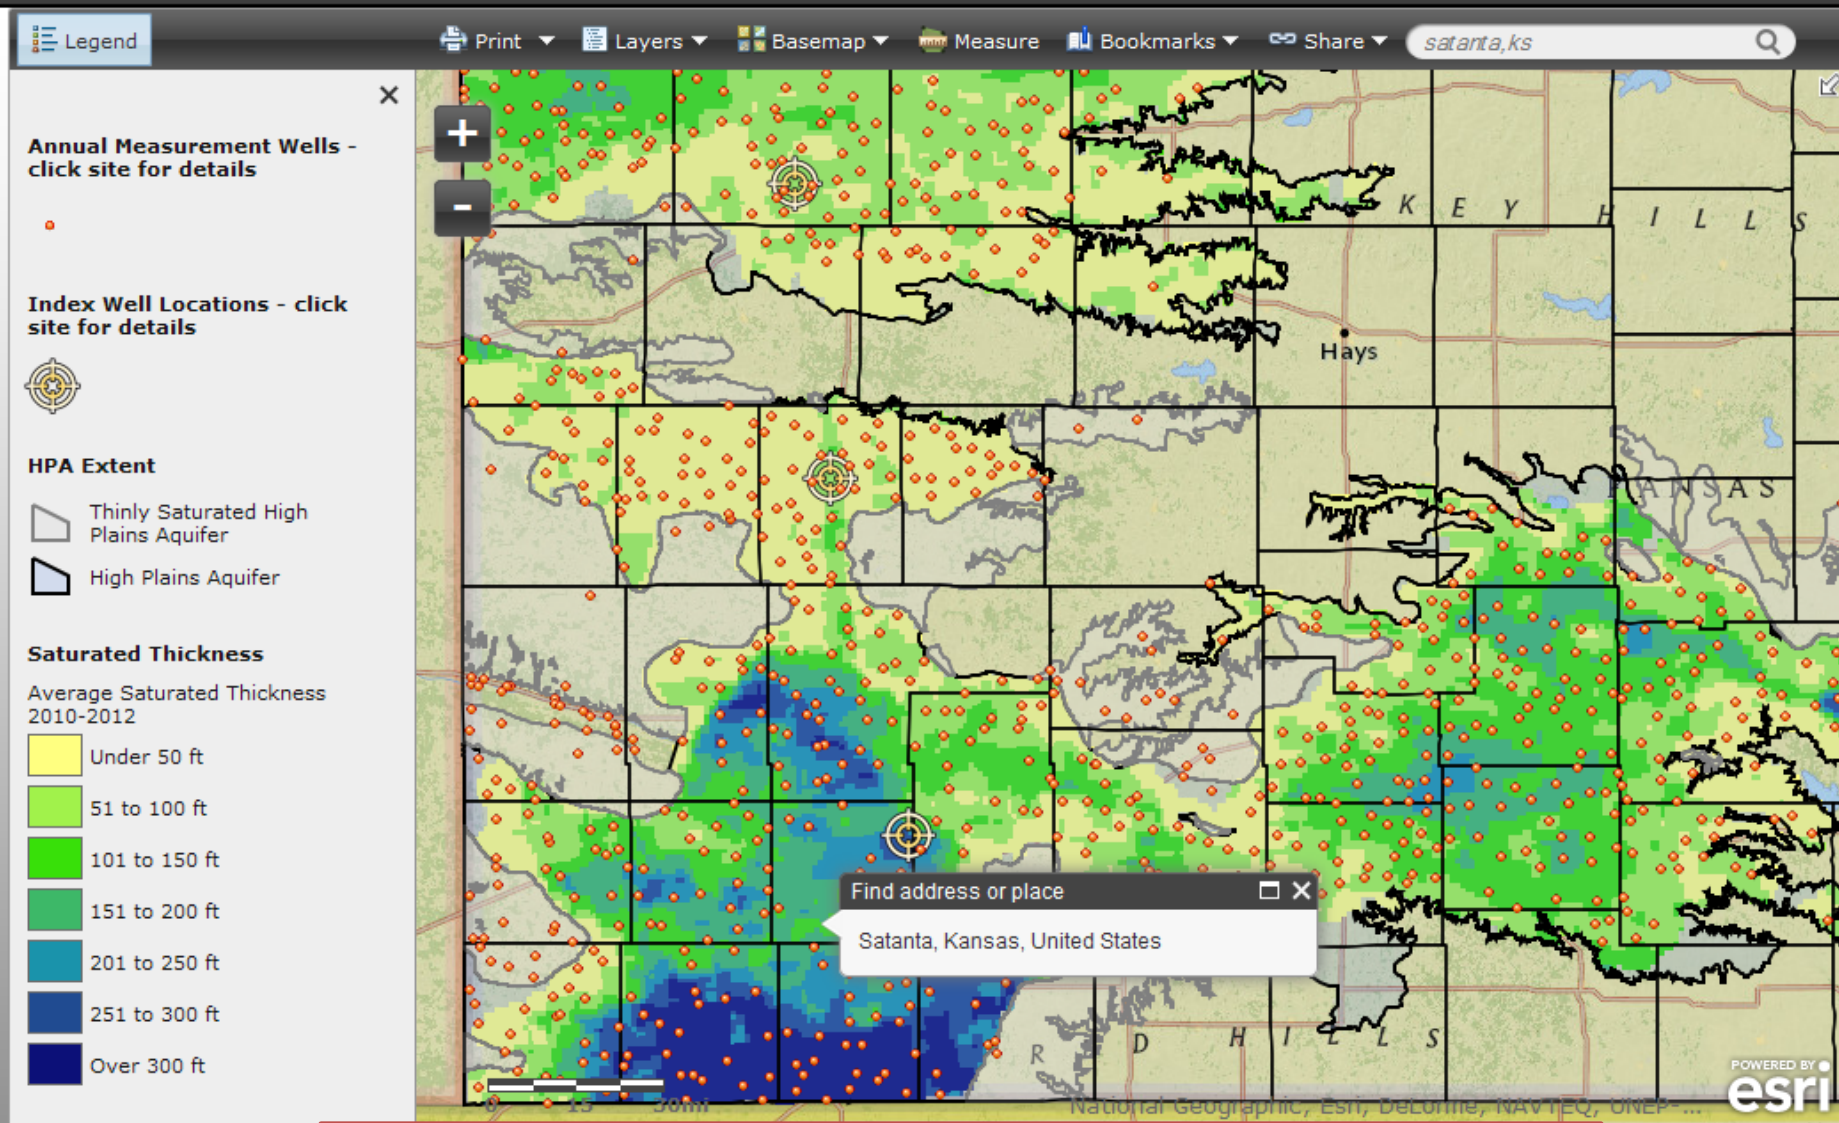 Legend
Print
Layers
Basemap
Measure
Bookmarks
Share
satanta,ks
Annual Measurement Wells -
click site for details
Index Well Locations - click
site for details
HPA Extent
Thinly Saturated High
Plains Aquifer
High Plains Aquifer
Saturated Thickness
Average Saturated Thickness
2010-2012
Under 50 ft
51 to 100 ft
101 to 150 ft
151 to 200 ft
201 to 250 ft
251 to 300 ft
Over 300 ft
+
-
K E Y H I L L S
Hays
KANSAS
Find address or place
Satanta, Kansas, United States
R D H I L L S
0 15 30mi
National Geographic, Esri, DeLorme, NAVTEQ, UNEP-...
POWERED BY
esri